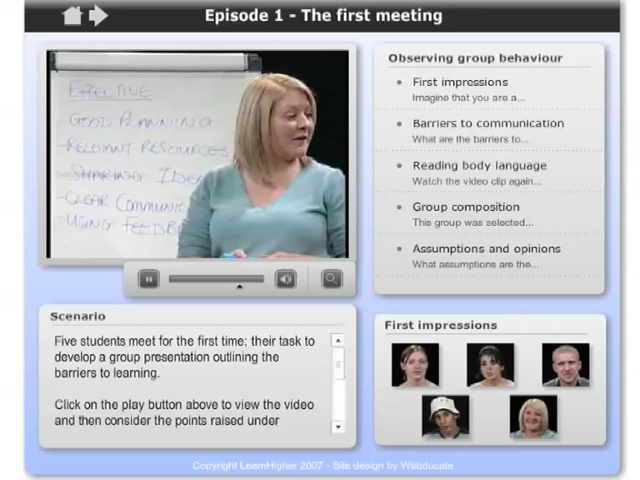 Episode 1 - The first meeting
EFFECTIVE
-GOOD PLANNING
-RELEVANT RESOURCES
-SHARING IDE
-CLEAR COMMUNIC
-USING FEEDB
Observing group behaviour
First impressions
Imagine that you are a...
Barriers to communication
What are the barriers to...
Reading body language
Watch the video clip again...
Group composition
This group was selected...
Assumptions and opinions
What assumptions are the...
Scenario
Five students meet for the first time; their task to
develop a group presentation outlining the
barriers to learning.
Click on the play button above to view the video
and then consider the points raised under
First impressions
Copyright LearnHigher 2007 - Site design by Webducate